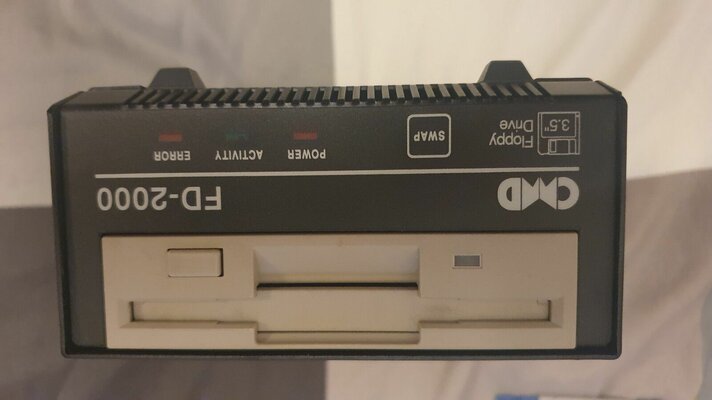 CMD
FD-2000
3.5"
Floppy
Drive
SWAP
POWER
ACTIVITY
ERROR